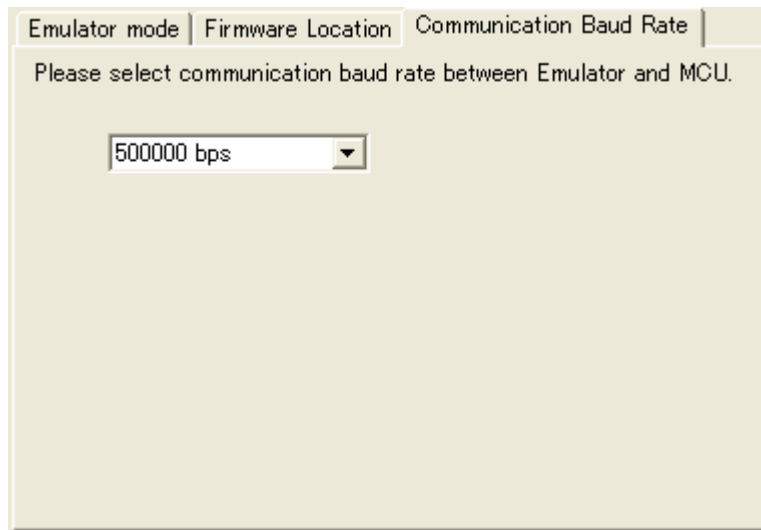 Emulator mode Firmware Location Communication Baud Rate
Please select communication baud rate between Emulator and MCU.
500000 bps